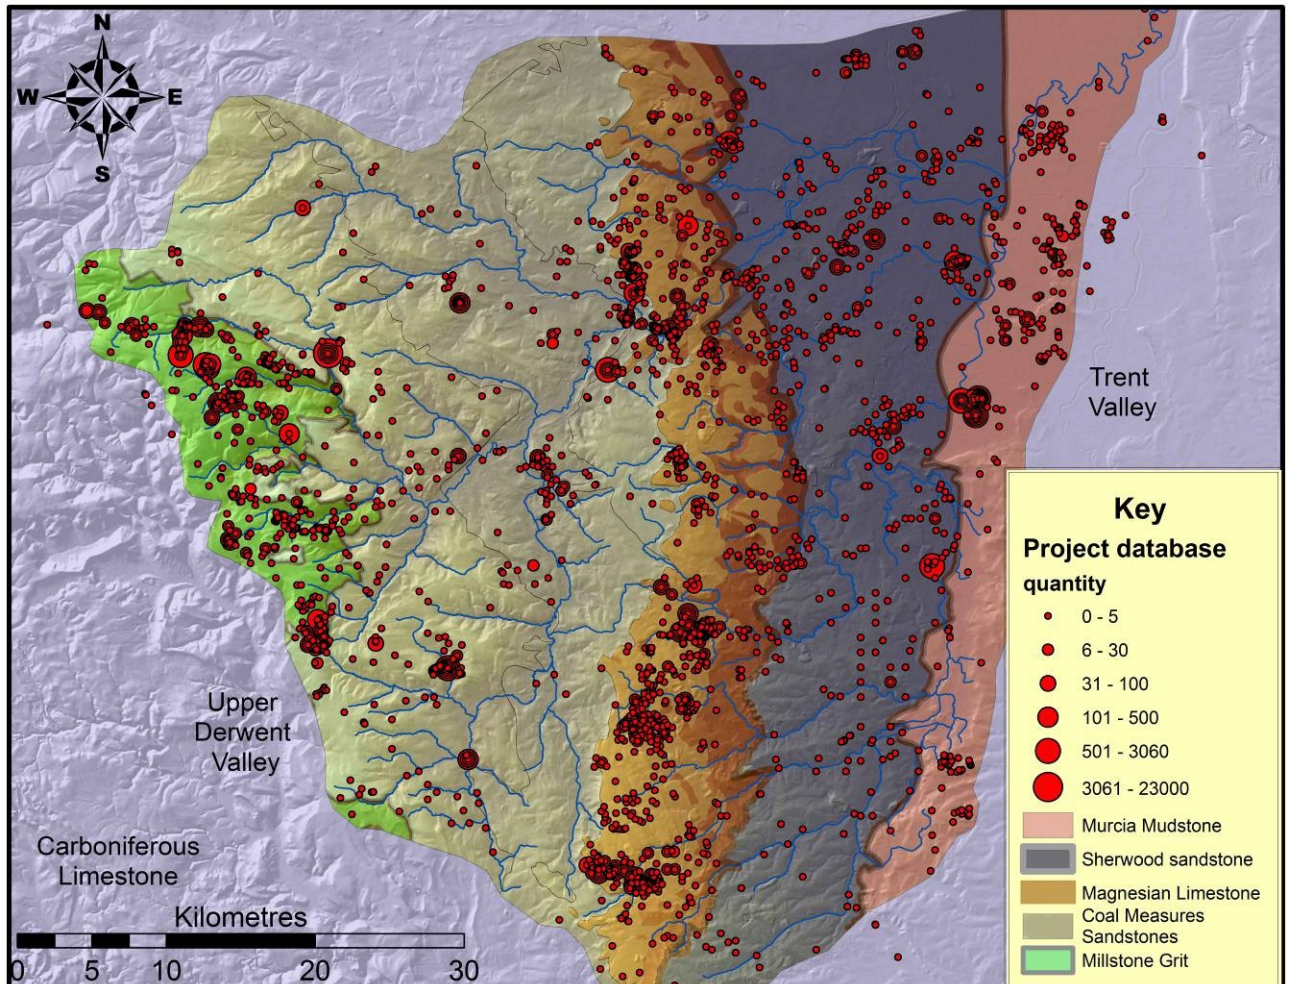 N
W E
S
Trent
Valley
Upper
Derwent
Valley
Carboniferous
Limestone
Kilometres
0 5 10 20 30
Key
Project database
quantity
0 - 5
6 - 30
31 - 100
101 - 500
501 - 3060
3061 - 23000
Murcia Mudstone
Sherwood sandstone
Magnesian Limestone
Coal Measures
Sandstones
Millstone Grit